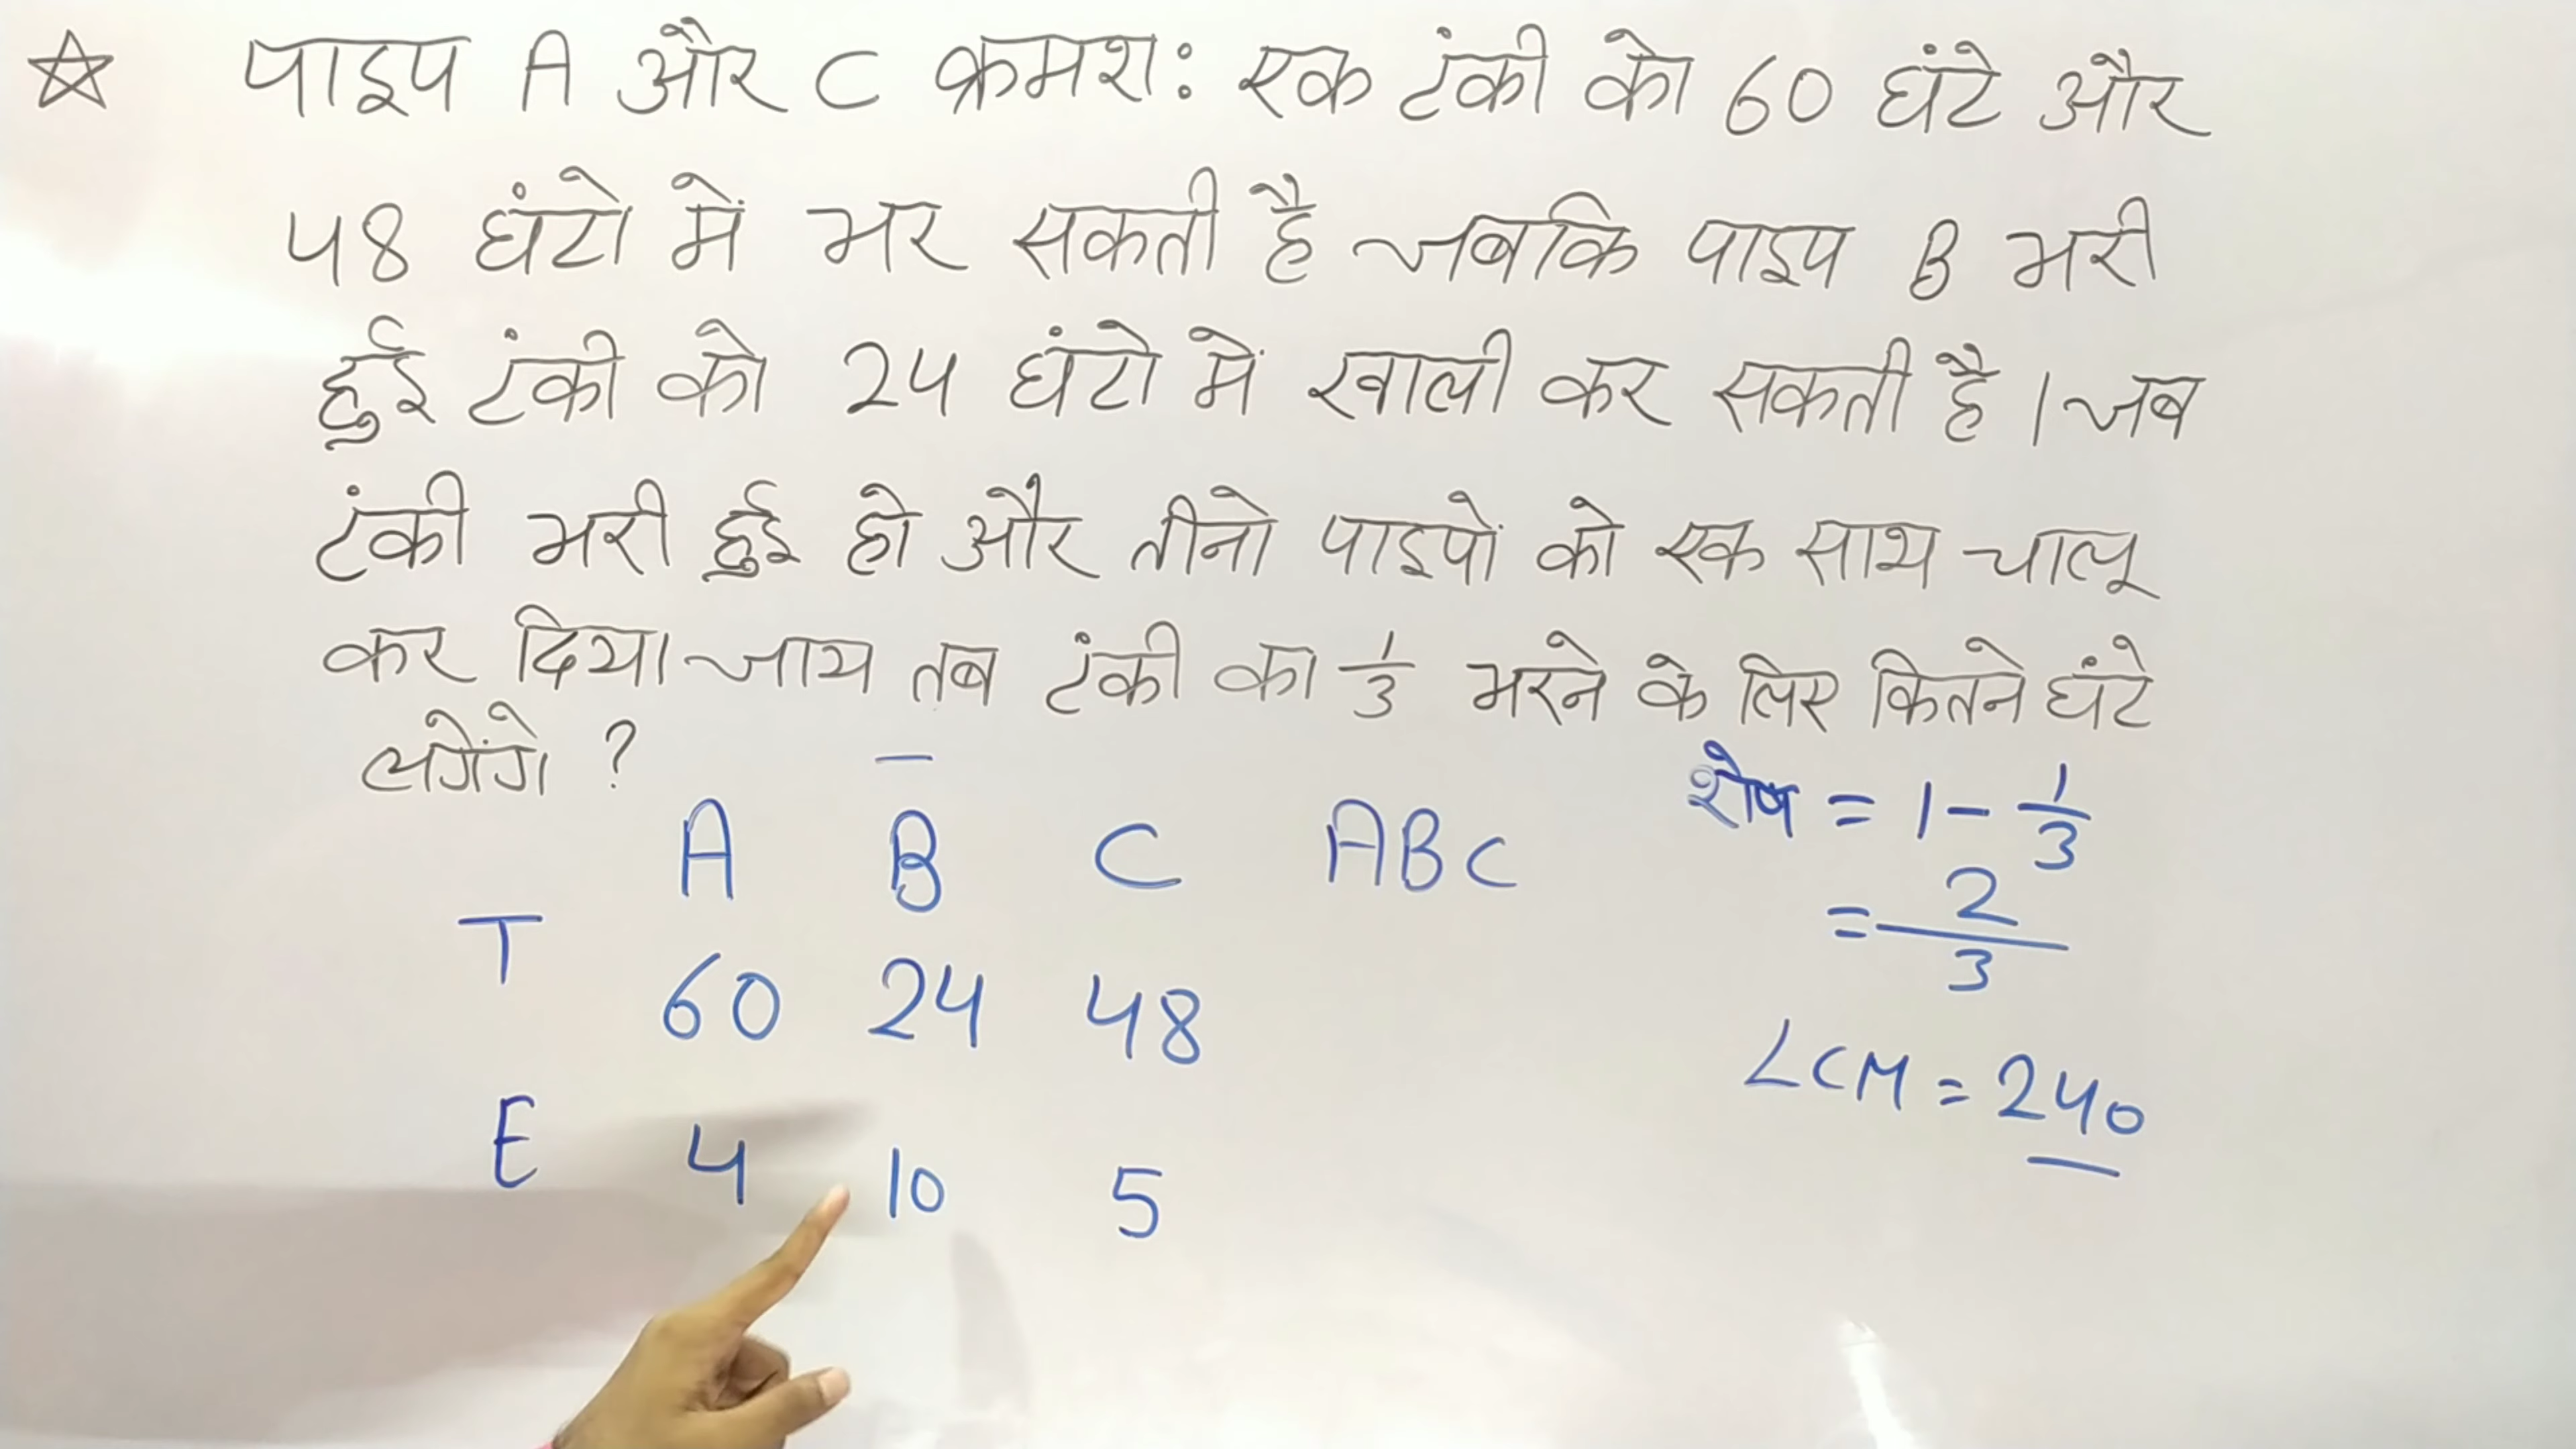 पाइप A और C क्रमश: एक टंकी को 60 घंटे और
48 घंटो में भर सकती है जबकि पाइप B भरी
हुई टंकी को 24 घंटो में खाली कर सकती है । जब
टंकी भरी हुई हो और तीनो पाइपों को एक साथ चालू
कर दिया जाय तब टंकी का 1/3 भरने के लिए कितने घंटे
लगेंगे ?
शेष = 1 - 1/3
= 2/3
A B̅ C ABC
T 60 24 48
LCM = 240
E 4 10 5